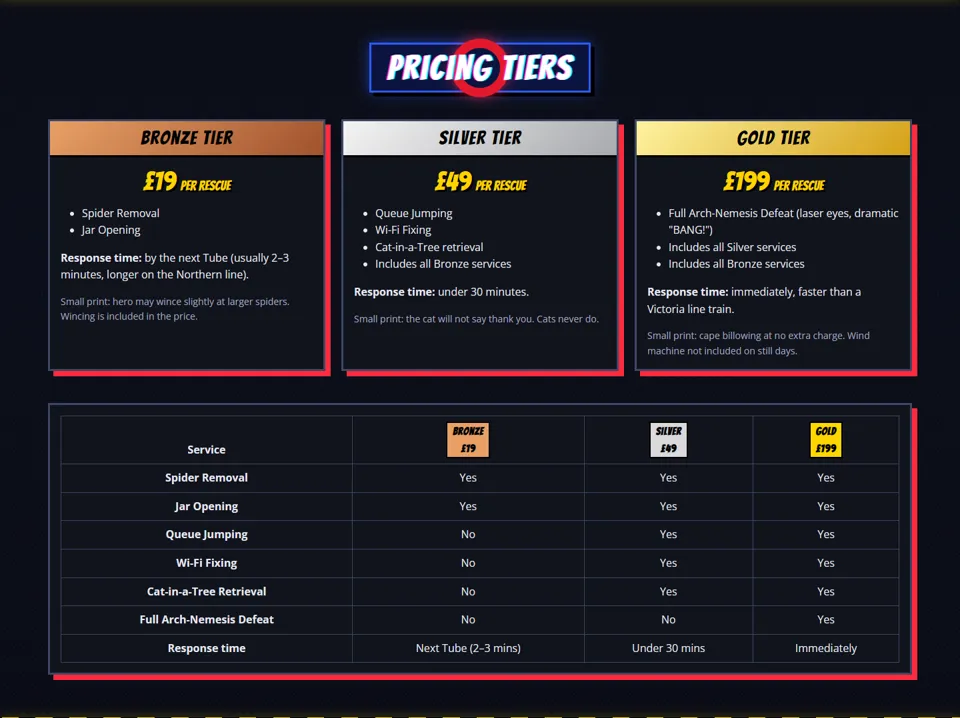 PRICING TIERS
BRONZE TIER
£19 PER RESCUE
Spider Removal
Jar Opening
Response time: by the next Tube (usually 2–3
minutes, longer on the Northern line).
Small print: hero may wince slightly at larger spiders.
Wincing is included in the price.
SILVER TIER
£49 PER RESCUE
Queue Jumping
Wi-Fi Fixing
Cat-in-a-Tree retrieval
Includes all Bronze services
Response time: under 30 minutes.
Small print: the cat will not say thank you. Cats never do.
GOLD TIER
£199 PER RESCUE
Full Arch-Nemesis Defeat (laser eyes, dramatic
"BANG!")
Includes all Silver services
Includes all Bronze services
Response time: immediately, faster than a
Victoria line train.
Small print: cape billowing at no extra charge. Wind
machine not included on still days.
Service BRONZE £19 SILVER £49 GOLD £199
Spider Removal Yes Yes Yes
Jar Opening Yes Yes Yes
Queue Jumping No Yes Yes
Wi-Fi Fixing No Yes Yes
Cat-in-a-Tree Retrieval No Yes Yes
Full Arch-Nemesis Defeat No No Yes
Response time Next Tube (2–3 mins) Under 30 mins Immediately